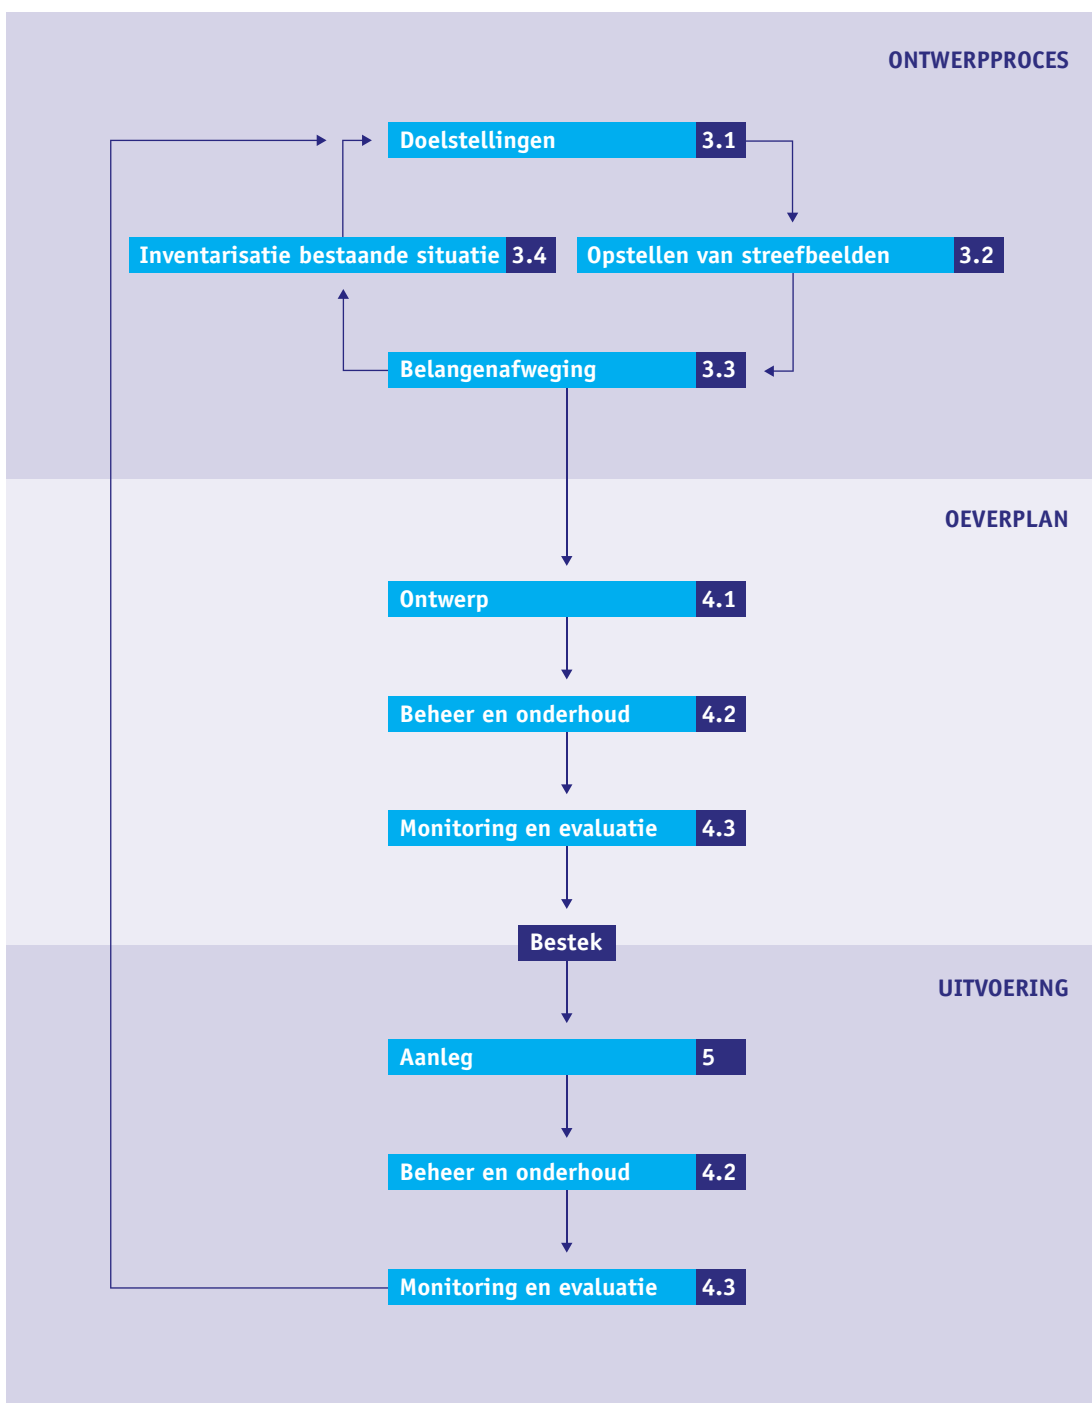 ONTWERPPROCES
Doelstellingen 3.1
Inventarisatie bestaande situatie 3.4
Opstellen van streefbeelden 3.2
Belangenafweging 3.3
OEVERPLAN
Ontwerp 4.1
Beheer en onderhoud 4.2
Monitoring en evaluatie 4.3
Bestek
UITVOERING
Aanleg 5
Beheer en onderhoud 4.2
Monitoring en evaluatie 4.3